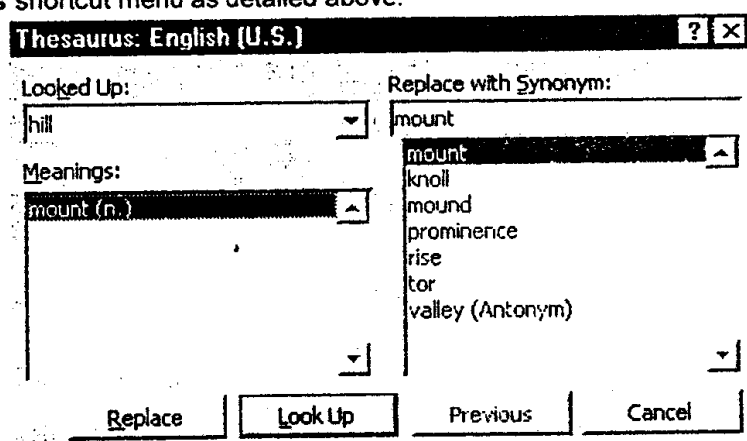 s shortcut menu as detailed above.
Thesaurus: English (U.S.)
Looked Up:
hill
Meanings:
mount (n.)
Replace with Synonym:
mount
mount
knoll
mound
prominence
rise
tor
valley (Antonym)
Replace
Look Up
Previous
Cancel